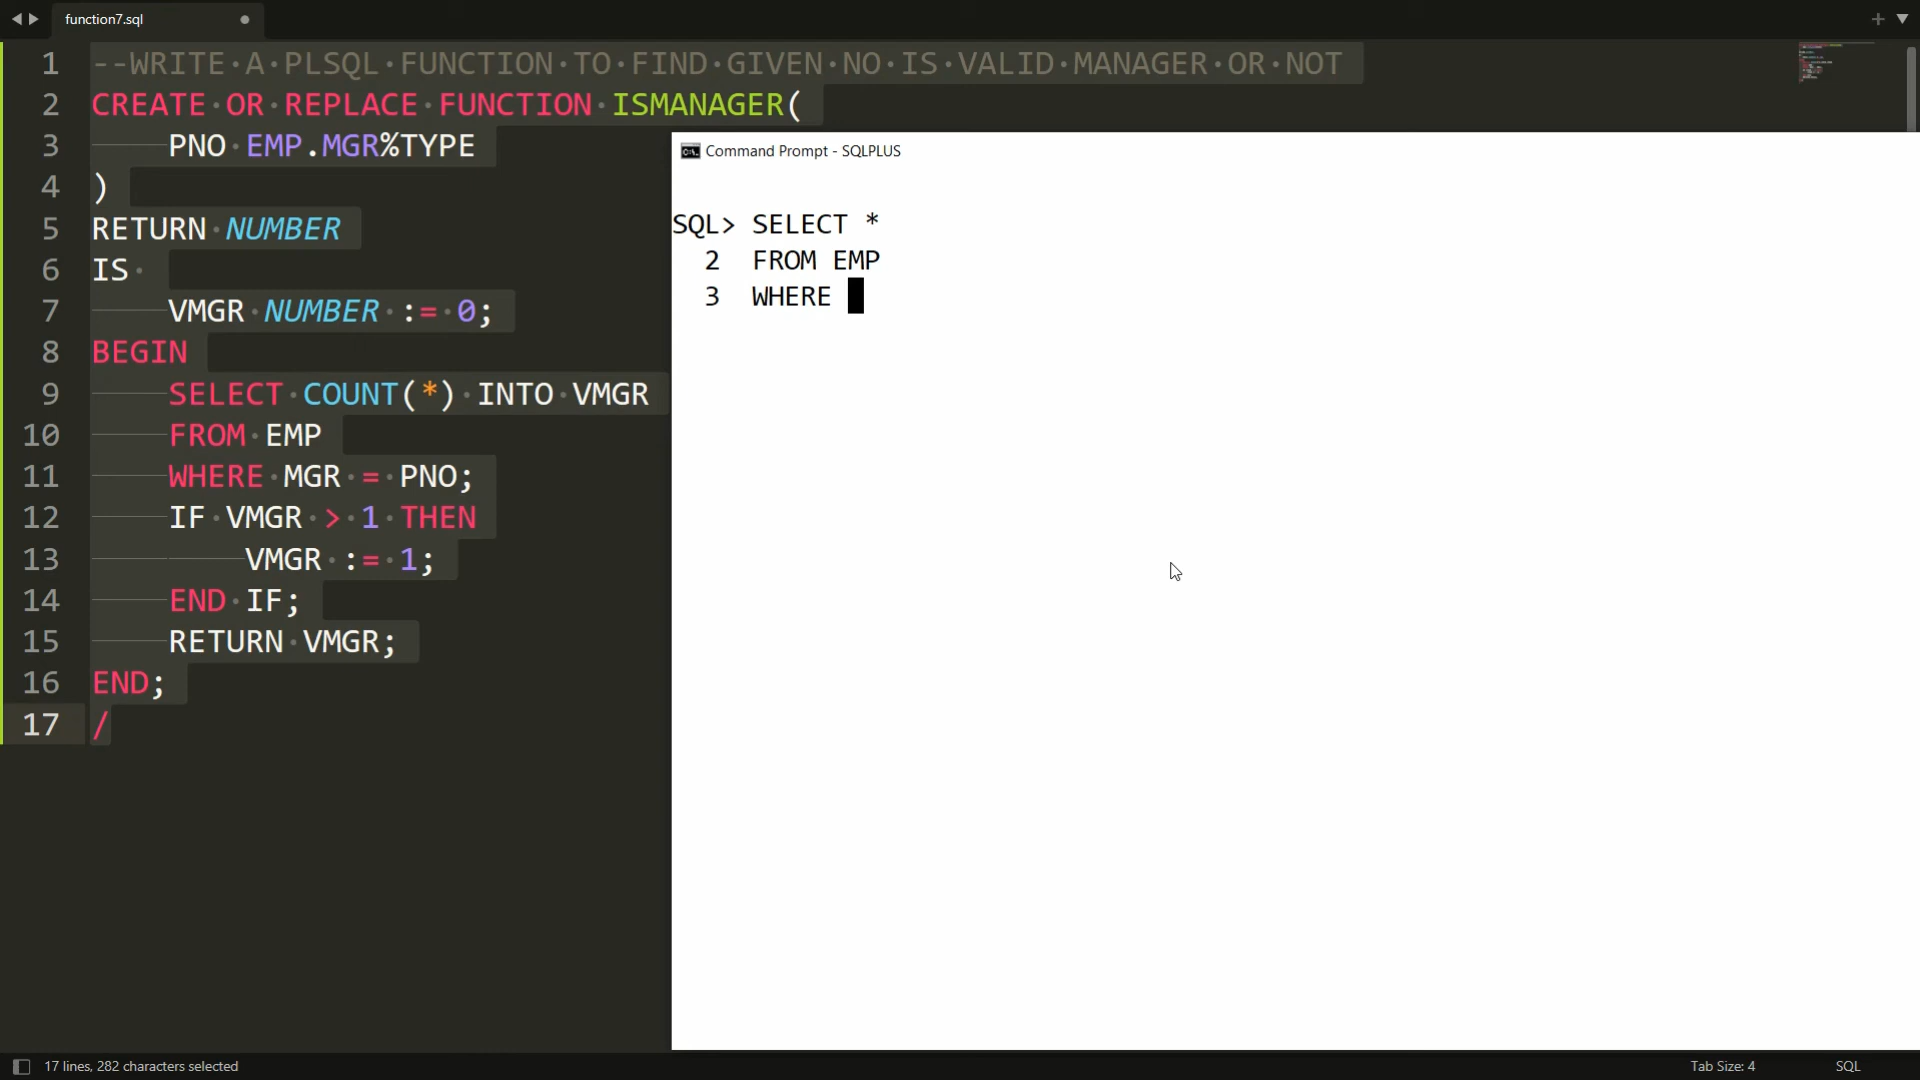 function7.sql
1 --WRITE A PLSQL FUNCTION TO FIND GIVEN NO IS VALID MANAGER OR NOT
2 CREATE OR REPLACE FUNCTION ISMANAGER(
3 PNO EMP.MGR%TYPE
4 )
5 RETURN NUMBER
6 IS
7 VMGR NUMBER := 0;
8 BEGIN
9 SELECT COUNT(*) INTO VMGR
10 FROM EMP
11 WHERE MGR = PNO;
12 IF VMGR > 1 THEN
13 VMGR := 1;
14 END IF;
15 RETURN VMGR;
16 END;
17 /
Command Prompt - SQLPLUS
SQL> SELECT *
2 FROM EMP
3 WHERE
17 lines, 282 characters selected
Tab Size: 4
SQL